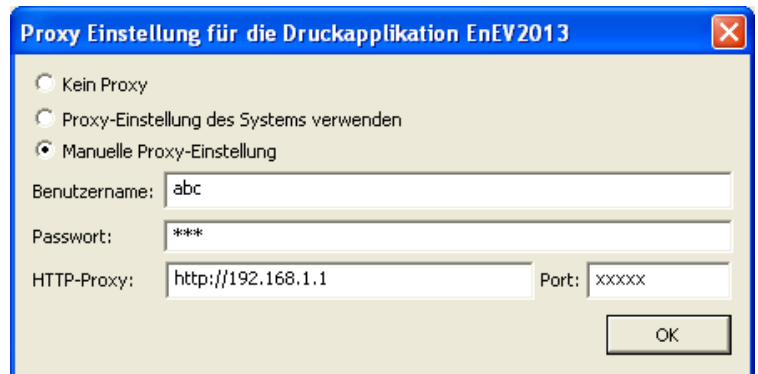 Proxy Einstellung für die Druckapplikation EnEV2013
Kein Proxy
Proxy-Einstellung des Systems verwenden
Manuelle Proxy-Einstellung
Benutzername: abc
Passwort: ***
HTTP-Proxy: http://192.168.1.1 Port: xxxxx
OK